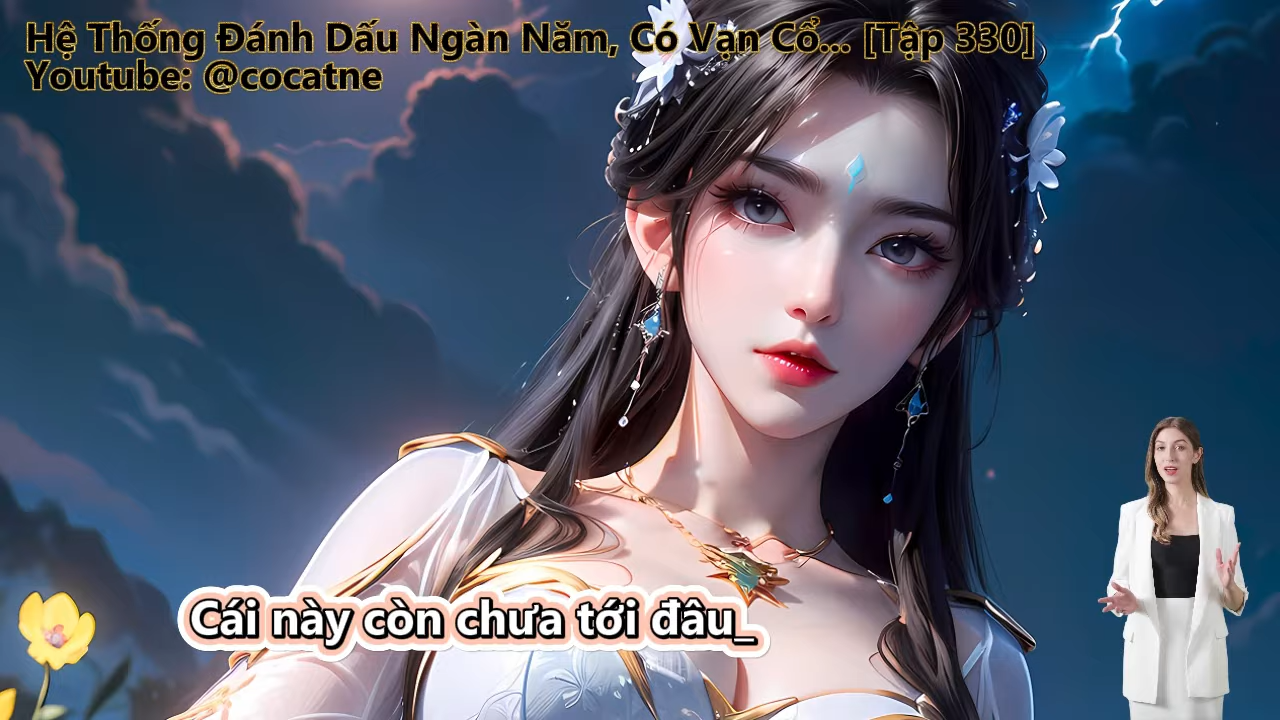 Hệ Thống Đánh Dấu Ngàn Năm, Có Vạn Cổ... [Tập 330]
Youtube: @cocatne
Cái này còn chưa tới đâu_